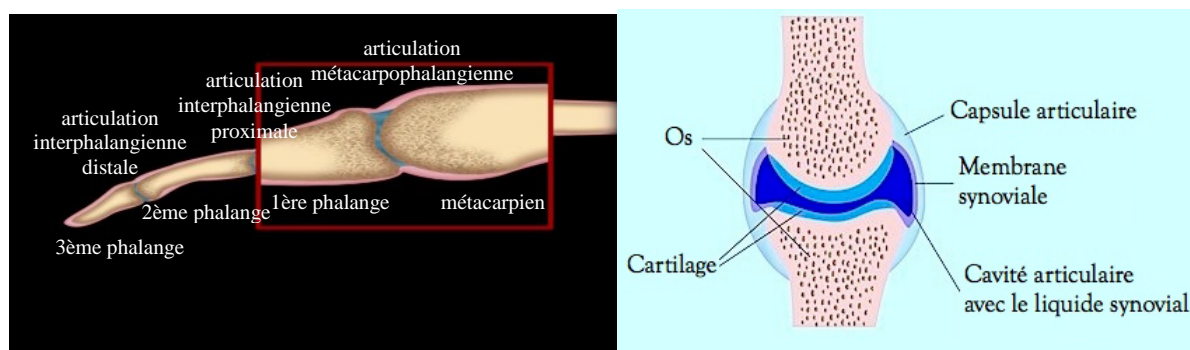 articulation
métacarpophalangienne
articulation
interphalangienne
proximale
articulation
interphalangienne
distale
1ère phalange
métacarpien
2ème phalange
3ème phalange
Os
Capsule articulaire
Membrane
synoviale
Cartilage
Cavité articulaire
avec le liquide synovial